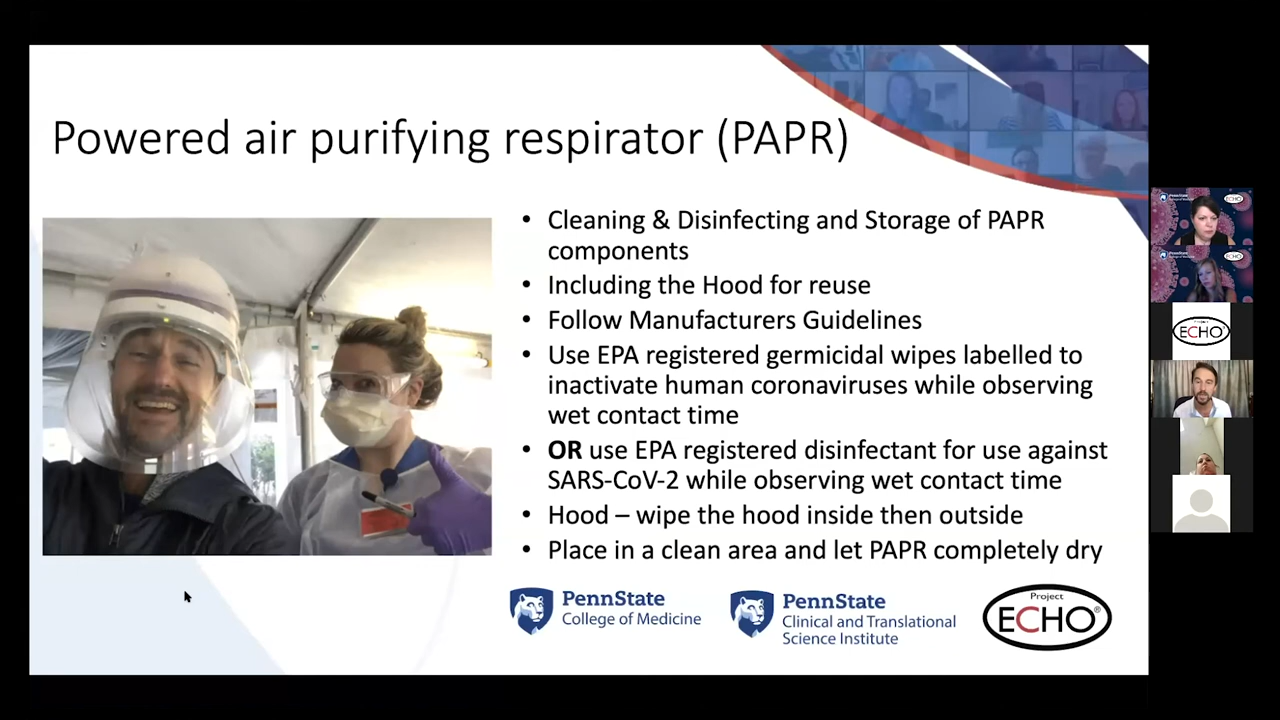 Powered air purifying respirator (PAPR)
• Cleaning & Disinfecting and Storage of PAPR
components
• Including the Hood for reuse
• Follow Manufacturers Guidelines
• Use EPA registered germicidal wipes labelled to
inactivate human coronaviruses while observing
wet contact time
• OR use EPA registered disinfectant for use against
SARS-CoV-2 while observing wet contact time
• Hood – wipe the hood inside then outside
• Place in a clean area and let PAPR completely dry
PennState
College of Medicine
PennState
Clinical and Translational
Science Institute
Project
ECHO®
ECHO
ECHO
ECHO